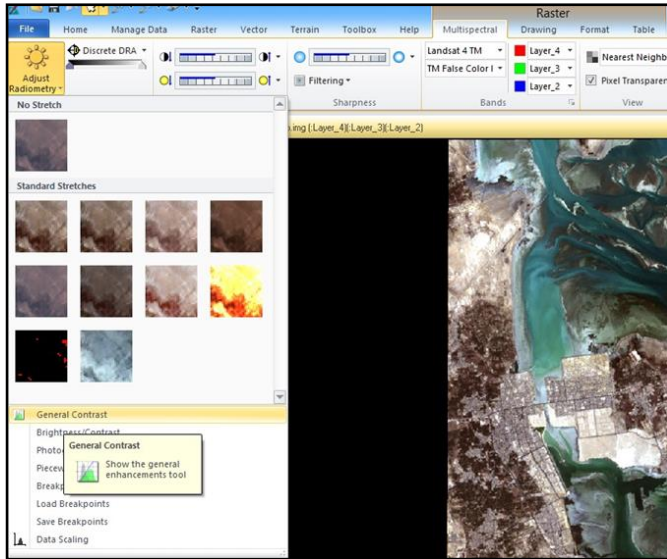 Raster
File Home Manage Data Raster Vector Terrain Toolbox Help Multispectral Drawing Format Table
Adjust Radiometry
Discrete DRA
Filtering
Sharpness
Landsat 4 TM
TM False Color I
Layer_4
Layer_3
Layer_2
Bands
Nearest Neighb
Pixel Transparen
View
.img (:Layer_4)(:Layer_3)(:Layer_2)
No Stretch
Standard Stretches
General Contrast
Brightness/Contrast
General Contrast
Show the general
enhancements tool
Load Breakpoints
Save Breakpoints
Data Scaling